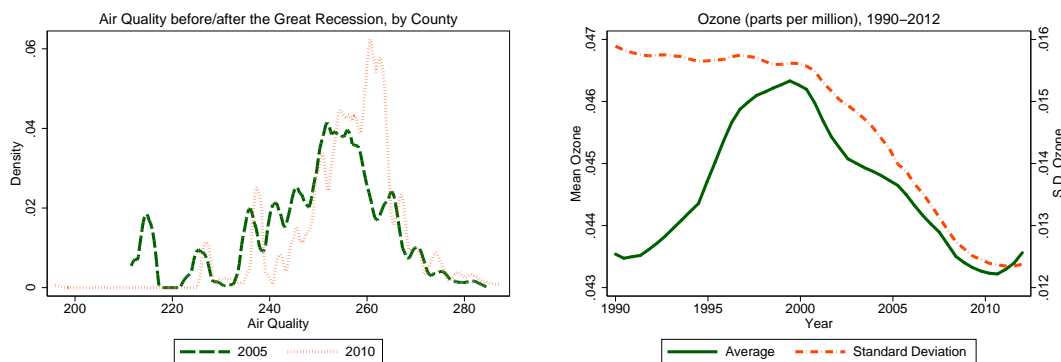 Air Quality before/after the Great Recession, by County
Density
0 .02 .04 .06
200 220 240 260 280
Air Quality
2005 2010
Ozone (parts per million), 1990−2012
Mean Ozone
.043 .044 .045 .046 .047
S.D. Ozone
.012 .013 .014 .015 .016
1990 1995 2000 2005 2010
Year
Average Standard Deviation